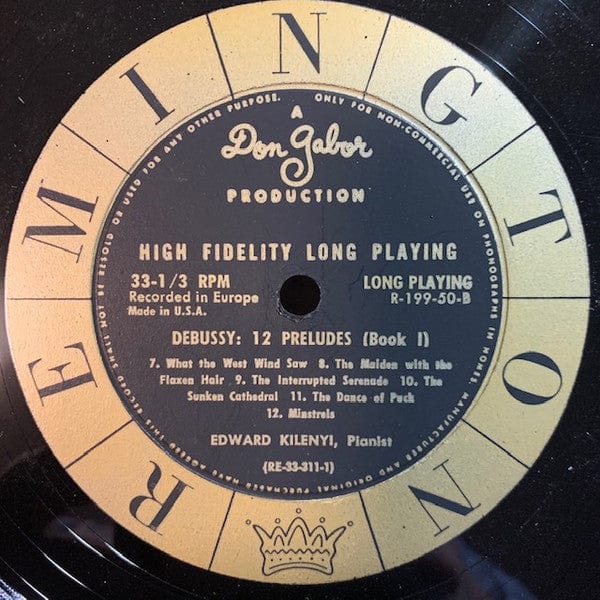 REMINGTON
ONLY FOR NON-COMMERCIAL USE ON PHONOGRAPHS IN HOMES. MANUFACTURER AND ORIGINAL PURCHASER HAVE AGREED THIS RECORD SHALL NOT BE RESOLD OR USED FOR ANY OTHER PURPOSE.
A
Don Gabor
PRODUCTION
HIGH FIDELITY LONG PLAYING
33-1/3 RPM LONG PLAYING
Recorded in Europe R-199-50-B
Made in U.S.A.
DEBUSSY: 12 PRELUDES (Book I)
7. What the West Wind Saw 8. The Maiden with the
Flaxen Hair 9. The Interrupted Serenade 10. The
Sunken Cathedral 11. The Dance of Puck
12. Minstrels
EDWARD KILENYI, Pianist
(RE-33-311-1)